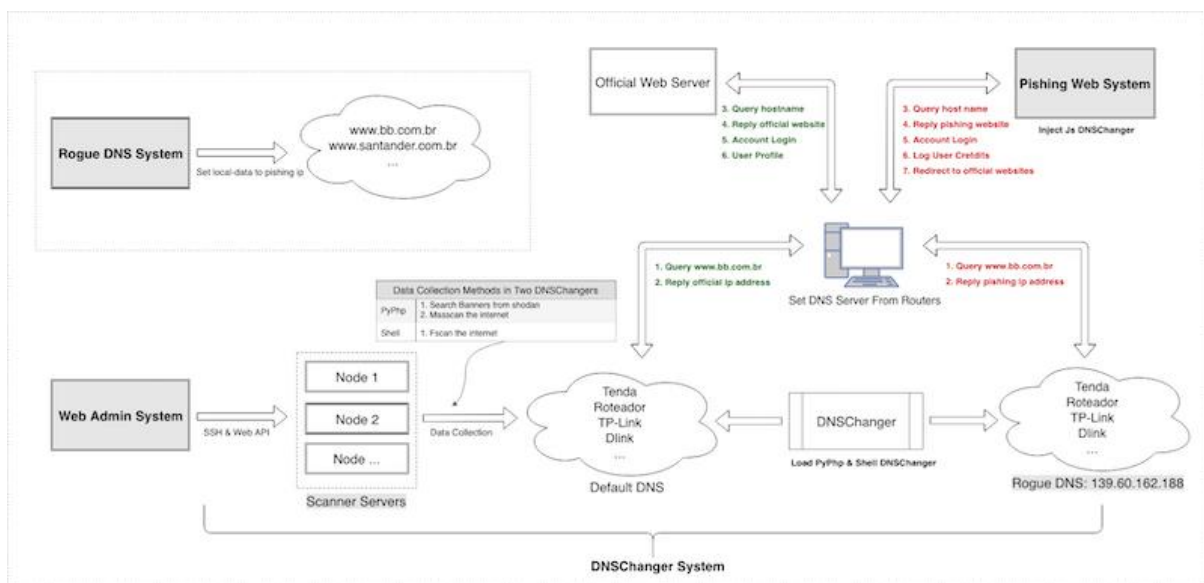 Rogue DNS System
Set local-data to pishing ip
www.bb.com.br
www.santander.com.br
...
Official Web Server
3. Query hostname
4. Reply official website
5. Account Login
6. User Profile
Pishing Web System
Inject Js DNSChanger
3. Query host name
4. Reply pishing website
5. Account Login
6. Log User Cretdits
7. Redirect to official websites
1. Query www.bb.com.br
2. Reply official ip address
Set DNS Server From Routers
1. Query www.bb.com.br
2. Reply pishing ip address
Data Collection Methods in Two DNSChangers
PyPhp
1. Search Banners from shodan
2. Masscan the internet
Shell
1. Fscan the internet
Web Admin System
SSH & Web API
Node 1
Node 2
Node ...
Scanner Servers
Data Collection
Tenda
Roteador
TP-Link
Dlink
...
Default DNS
DNSChanger
Load PyPhp & Shell DNSChanger
Tenda
Roteador
TP-Link
Dlink
...
Rogue DNS: 139.60.162.188
DNSChanger System